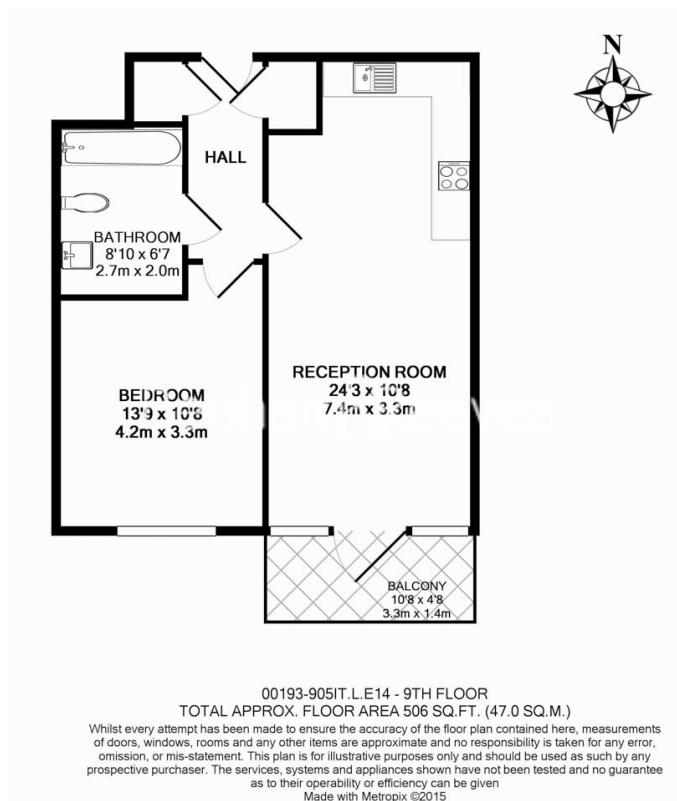 N
HALL
BATHROOM
8'10 x 6'7
2.7m x 2.0m
RECEPTION ROOM
24'3 x 10'8
7.4m x 3.3m
BEDROOM
13'9 x 10'8
4.2m x 3.3m
BALCONY
10'8 x 4'8
3.3m x 1.4m
00193-905IT.L.E14 - 9TH FLOOR
TOTAL APPROX. FLOOR AREA 506 SQ.FT. (47.0 SQ.M.)
Whilst every attempt has been made to ensure the accuracy of the floor plan contained here, measurements
of doors, windows, rooms and any other items are approximate and no responsibility is taken for any error,
omission, or mis-statement. This plan is for illustrative purposes only and should be used as such by any
prospective purchaser. The services, systems and appliances shown have not been tested and no guarantee
as to their operability or efficiency can be given
Made with Metropix ©2015